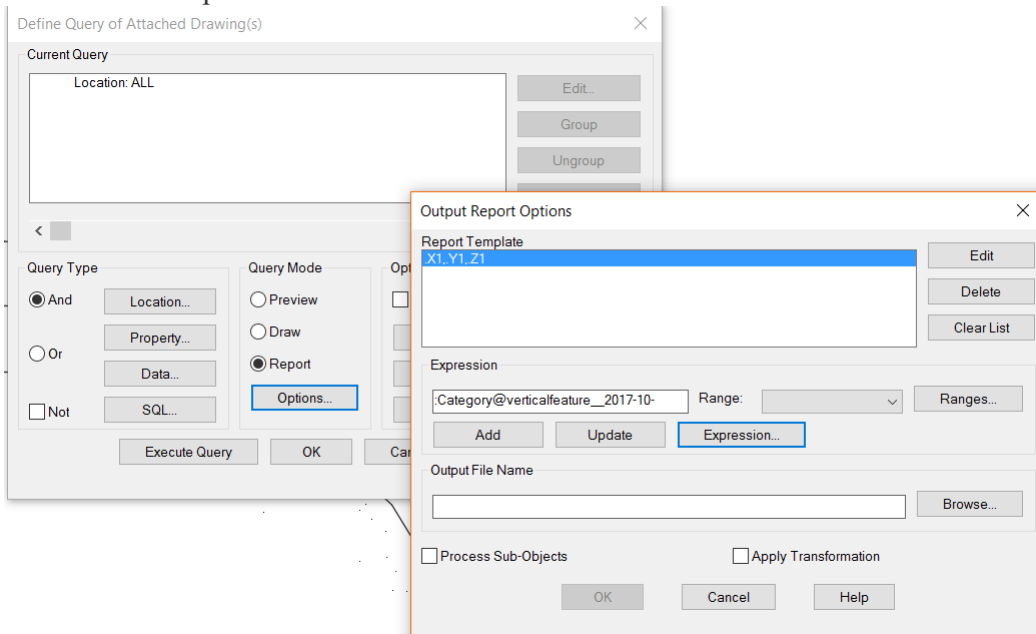 Define Query of Attached Drawing(s)
Current Query
Location: ALL
Edit...
Group
Ungroup
Query Type
And
Or
Not
Location...
Property...
Data...
SQL...
Query Mode
Preview
Draw
Report
Options...
Execute Query
OK
Output Report Options
Report Template
.X1,.Y1,.Z1
Edit
Delete
Clear List
Expression
:Category@verticalfeature__2017-10-
Range:
Ranges...
Add
Update
Expression...
Output File Name
Browse...
Process Sub-Objects
Apply Transformation
OK
Cancel
Help